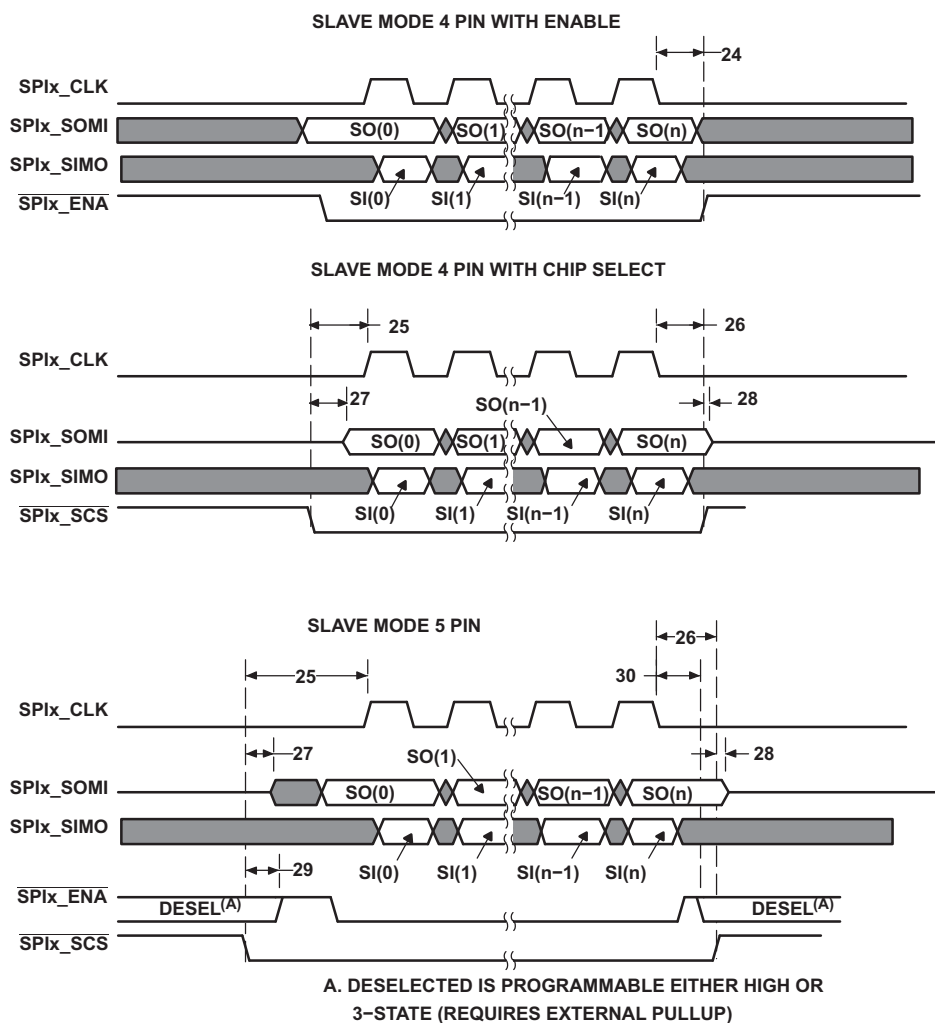 SLAVE MODE 4 PIN WITH ENABLE
24
SPIx_CLK
SPIx_SOMI
SO(0) SO(1) SO(n−1) SO(n)
SPIx_SIMO
SI(0) SI(1) SI(n−1) SI(n)
SPIx_ENA
SLAVE MODE 4 PIN WITH CHIP SELECT
25 26
SPIx_CLK
27 SO(n−1) 28
SPIx_SOMI
SO(0) SO(1) SO(n)
SPIx_SIMO
SI(0) SI(1) SI(n−1) SI(n)
SPIx_SCS
SLAVE MODE 5 PIN
26
25 30
SPIx_CLK
27 SO(1) 28
SPIx_SOMI
SO(0) SO(n−1) SO(n)
SPIx_SIMO
29 SI(0) SI(1) SI(n−1) SI(n)
SPIx_ENA
DESEL(A) DESEL(A)
SPIx_SCS
A. DESELECTED IS PROGRAMMABLE EITHER HIGH OR
3−STATE (REQUIRES EXTERNAL PULLUP)